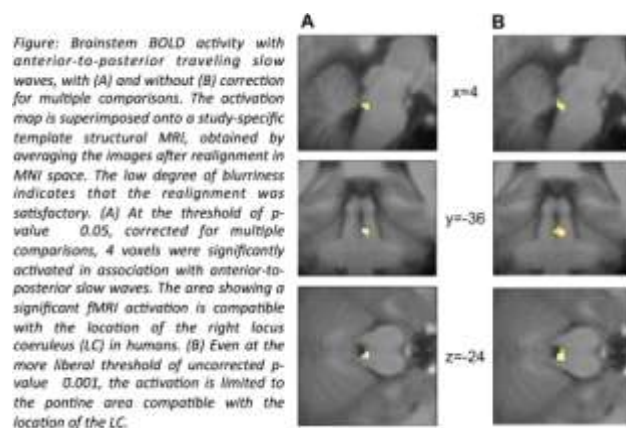 Figure: Brainstem BOLD activity with
anterior-to-posterior traveling slow
waves, with (A) and without (B) correction
for multiple comparisons. The activation
map is superimposed onto a study-specific
template structural MRI, obtained by
averaging the images after realignment in
MNI space. The low degree of blurriness
indicates that the realignment was
satisfactory. (A) At the threshold of p-
value 0.05, corrected for multiple
comparisons, 4 voxels were significantly
activated in association with anterior-to-
posterior slow waves. The area showing a
significant fMRI activation is compatible
with the location of the right locus
coeruleus (LC) in humans. (B) Even at the
more liberal threshold of uncorrected p-
value 0.001, the activation is limited to
the pontine area compatible with the
location of the LC.
A
B
x=4
y=-36
z=-24